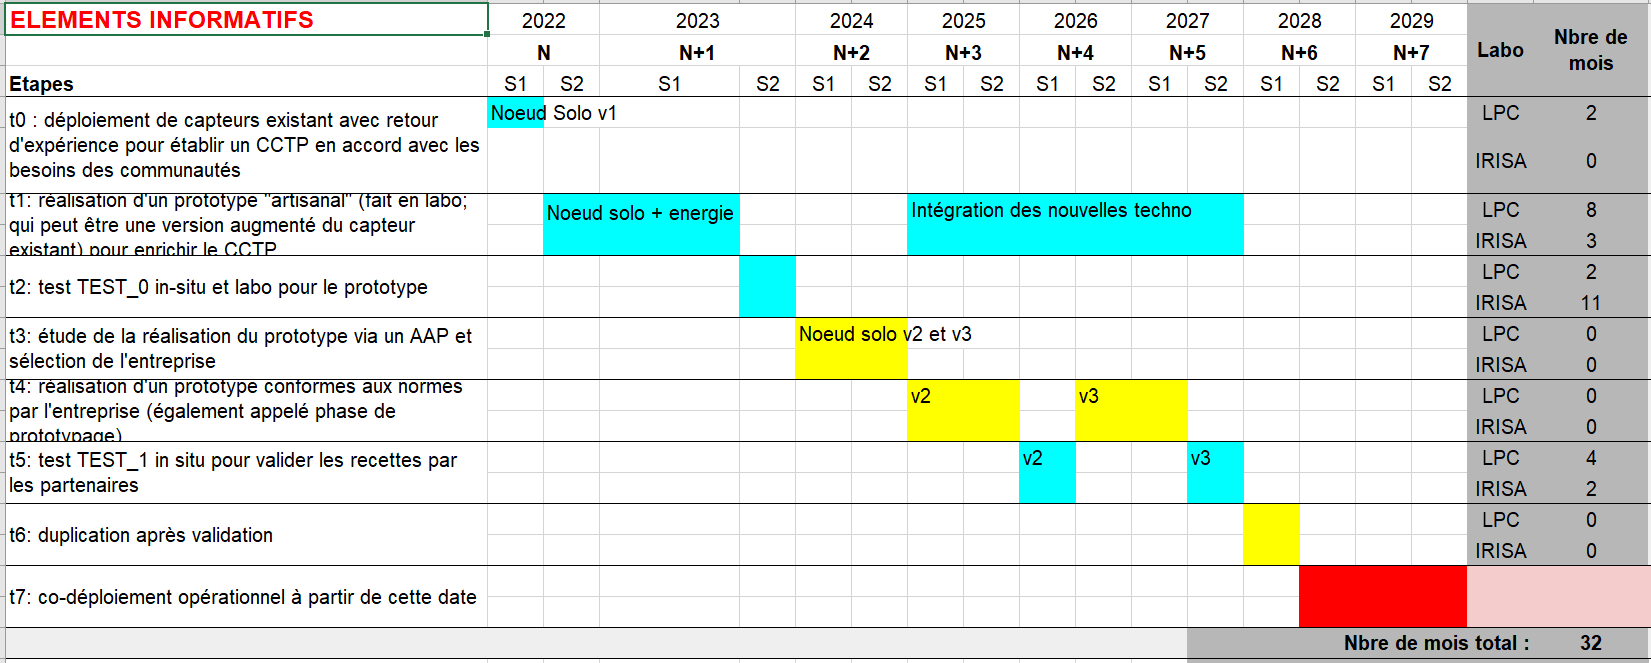 ELEMENTS INFORMATIFS 2022 2023 2024 2025 2026 2027 2028 2029 Labo Nbre de mois
N N+1 N+2 N+3 N+4 N+5 N+6 N+7
Etapes S1 S2 S1 S2 S1 S2 S1 S2 S1 S2 S1 S2 S1 S2 S1 S2
t0 : déploiement de capteurs existant avec retour
d'expérience pour établir un CCTP en accord avec les
besoins des communautés
Noeud Solo v1
LPC 2
IRISA 0
t1: réalisation d'un prototype "artisanal" (fait en labo;
qui peut être une version augmenté du capteur
existant) pour enrichir le CCTP
Noeud solo + energie
Intégration des nouvelles techno
LPC 8
IRISA 3
t2: test TEST_0 in-situ et labo pour le prototype
LPC 2
IRISA 11
t3: étude de la réalisation du prototype via un AAP et
sélection de l'entreprise
Noeud solo v2 et v3
LPC 0
IRISA 0
t4: réalisation d'un prototype conformes aux normes
par l'entreprise (également appelé phase de
prototypage)
v2 v3
LPC 0
IRISA 0
t5: test TEST_1 in situ pour valider les recettes par
les partenaires
v2 v3
LPC 4
IRISA 2
t6: duplication après validation
LPC 0
IRISA 0
t7: co-déploiement opérationnel à partir de cette date
Nbre de mois total : 32